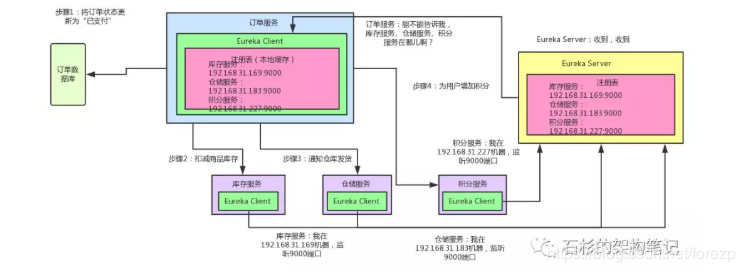 步骤1：将订单状态更
新为“已支付”
订单数
据库
订单服务
Eureka Client
注册表（本地缓存）
库存服务：
192.168.31.169:9000
仓储服务：
192.168.31.183:9000
积分服务：
192.168.31.227:9000
订单服务：能不能告诉我，
库存服务、仓储服务、积分
服务在哪儿啊？
Eureka Server：收到，收到
Eureka Server
注册表
库存服务：
192.168.31.169:9000
仓储服务：
192.168.31.183:9000
积分服务：
192.168.31.227:9000
步骤4：为用户增加积分
积分服务：我在
192.168.31.227机器，监
听9000端口
步骤2：扣减商品库存
步骤3：通知仓库发货
库存服务
Eureka Client
仓储服务
Eureka Client
积分服务
Eureka Client
库存服务：我在
192.168.31.169机器，监听
9000端口
仓储服务：我在
192.168.31.183机器，监听
9000端口
石杉的架构笔记
https://blog.csdn.net/forezp